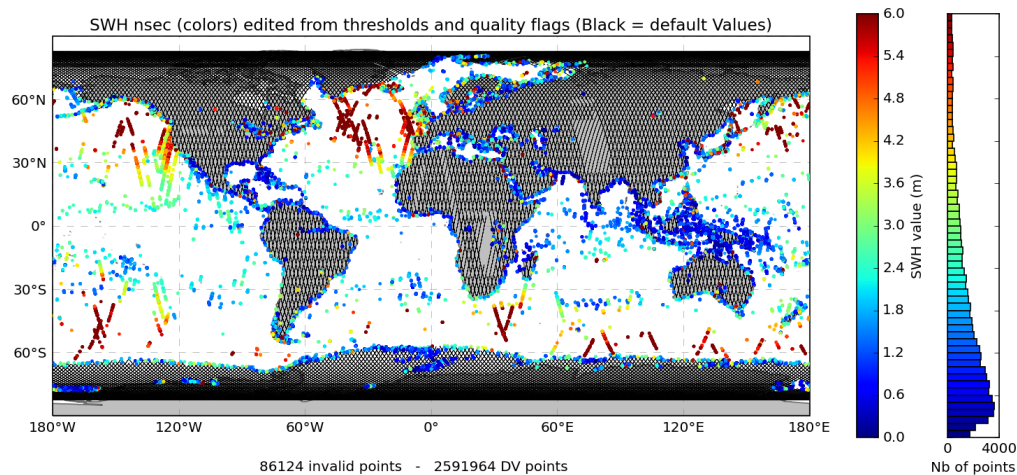 SWH nsec (colors) edited from thresholds and quality flags (Black = default Values)
60°N
30°N
0°
30°S
60°S
180°W
120°W
60°W
0°
60°E
120°E
180°E
86124 invalid points - 2591964 DV points
6.0
5.4
4.8
4.2
3.6
3.0
2.4
1.8
1.2
0.6
0.0
SWH value (m)
0
4000
Nb of points